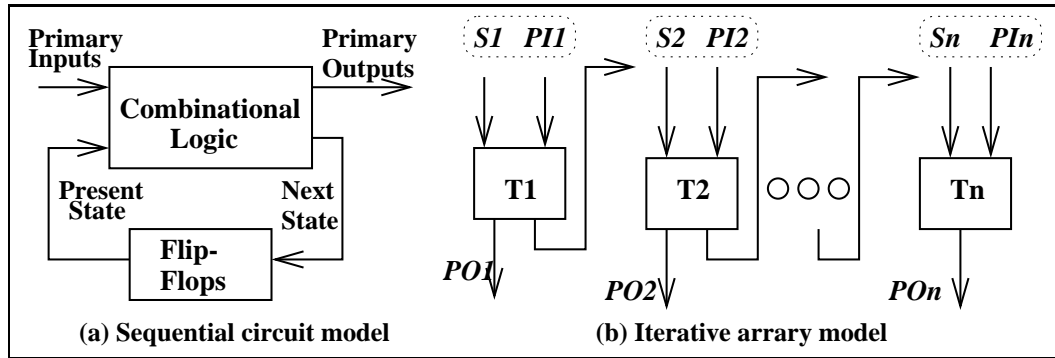 Primary
Inputs
Primary
Outputs
Combinational
Logic
Present
State
Next
State
Flip-
Flops
(a) Sequential circuit model
S1 PI1
S2 PI2
Sn PIn
T1
T2
Tn
PO1
PO2
POn
(b) Iterative arrary model